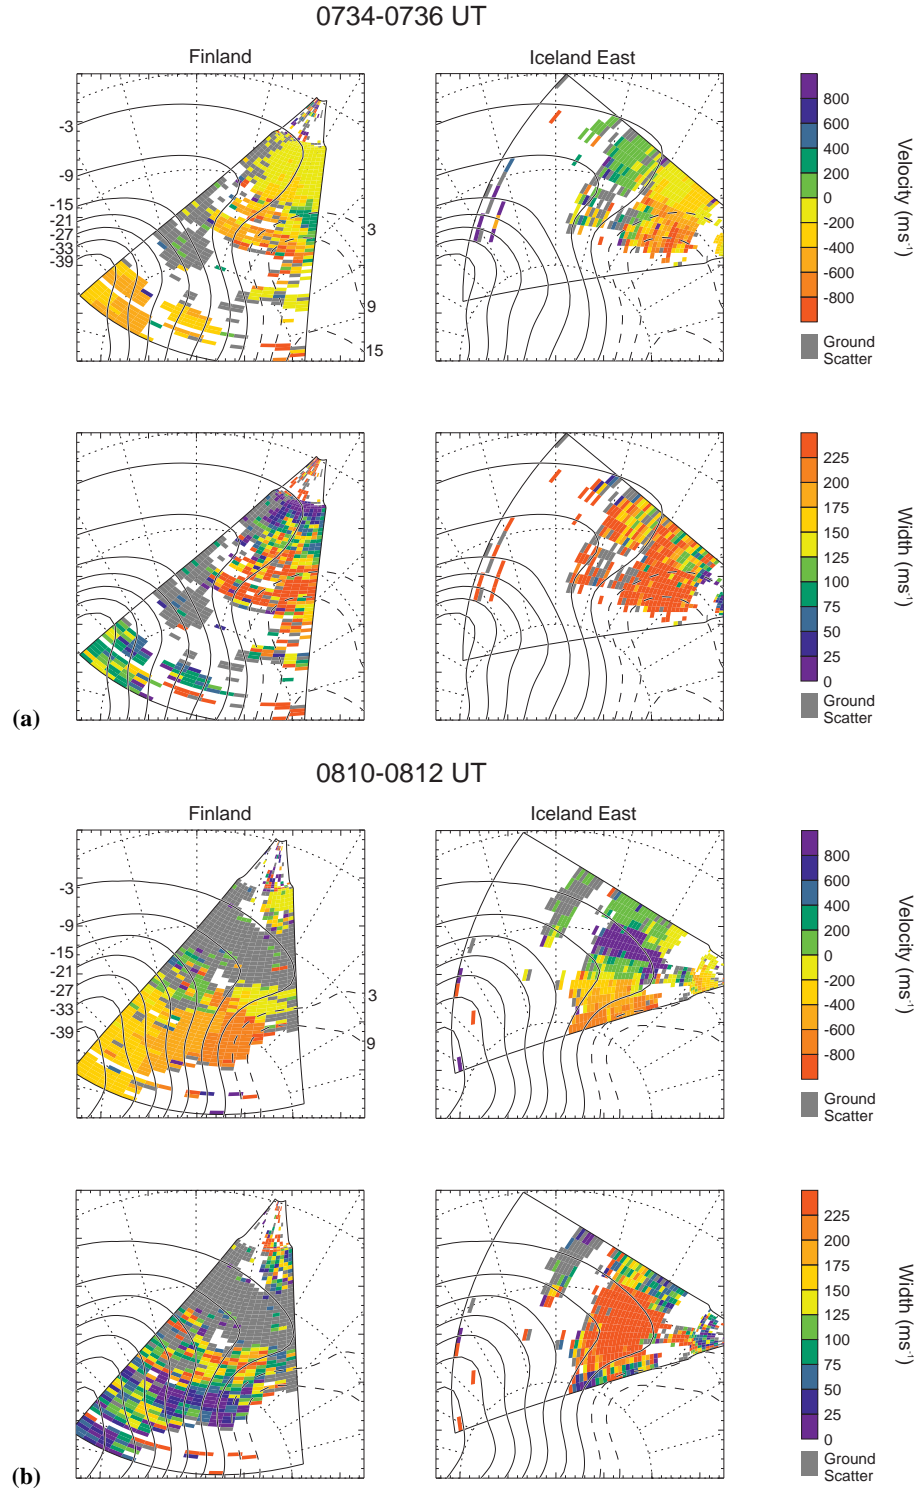 0734-0736 UT
Finland
Iceland East
-3
-9
-15
-21
-27
-33
-39
3
9
15
800
600
400
200
0
-200
-400
-600
-800
Velocity (ms⁻¹)
Ground
Scatter
225
200
175
150
125
100
75
50
25
0
Width (ms⁻¹)
Ground
Scatter
(a)
0810-0812 UT
Finland
Iceland East
-3
-9
-15
-21
-27
-33
-39
3
9
800
600
400
200
0
-200
-400
-600
-800
Velocity (ms⁻¹)
Ground
Scatter
225
200
175
150
125
100
75
50
25
0
Width (ms⁻¹)
Ground
Scatter
(b)